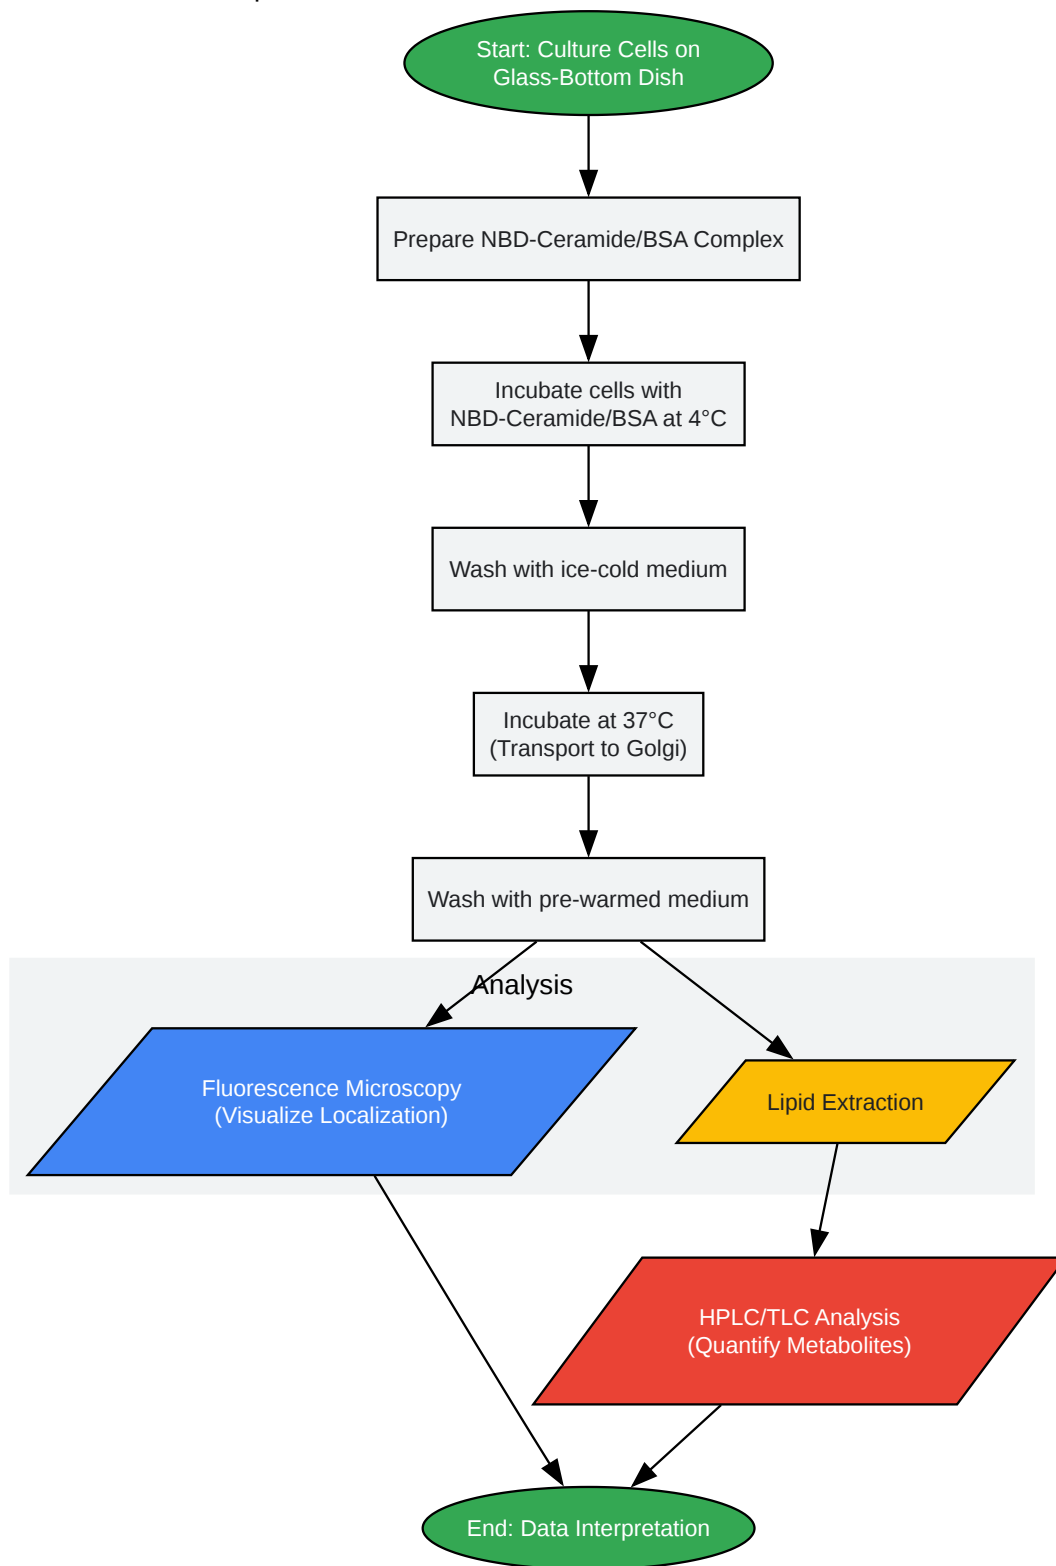 Start: Culture Cells on
Glass-Bottom Dish
Prepare NBD-Ceramide/BSA Complex
Incubate cells with
NBD-Ceramide/BSA at 4°C
Wash with ice-cold medium
Incubate at 37°C
(Transport to Golgi)
Wash with pre-warmed medium
Analysis
Fluorescence Microscopy
(Visualize Localization)
Lipid Extraction
HPLC/TLC Analysis
(Quantify Metabolites)
End: Data Interpretation